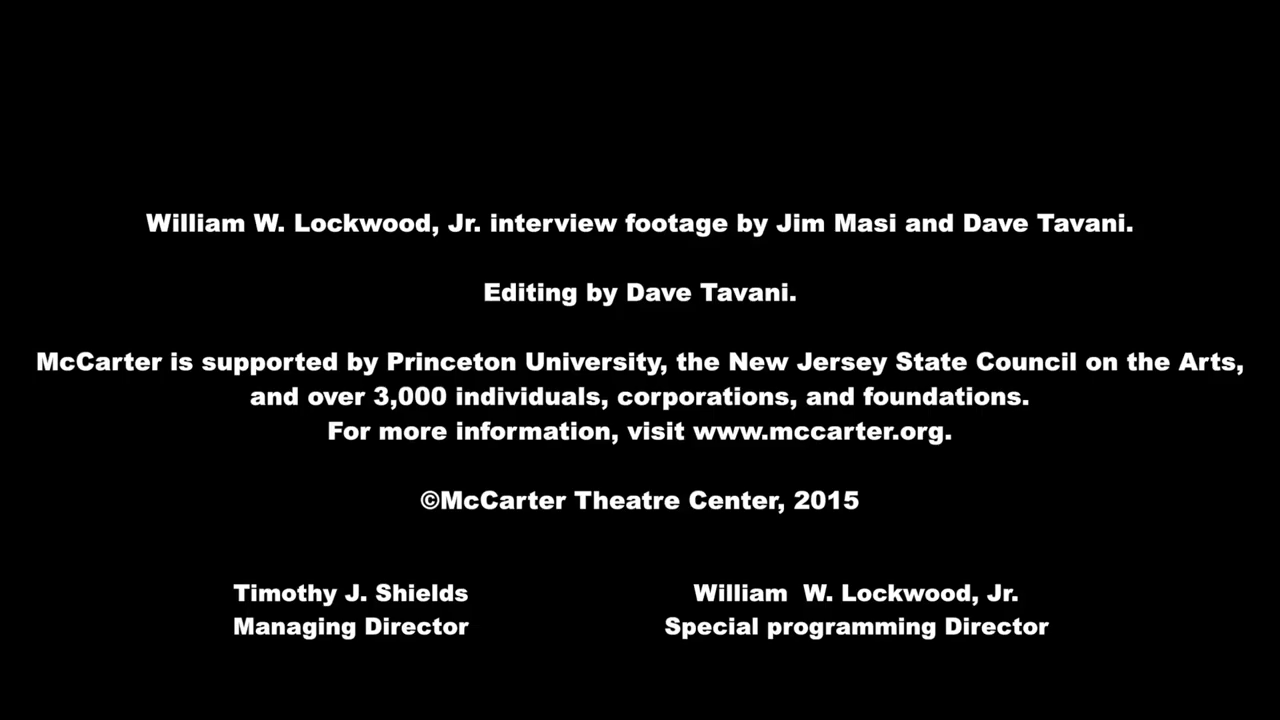 William W. Lockwood, Jr. interview footage by Jim Masi and Dave Tavani.
Editing by Dave Tavani.
McCarter is supported by Princeton University, the New Jersey State Council on the Arts,
and over 3,000 individuals, corporations, and foundations.
For more information, visit www.mccarter.org.
©McCarter Theatre Center, 2015
Timothy J. Shields
Managing Director
William  W. Lockwood, Jr.
Special programming Director